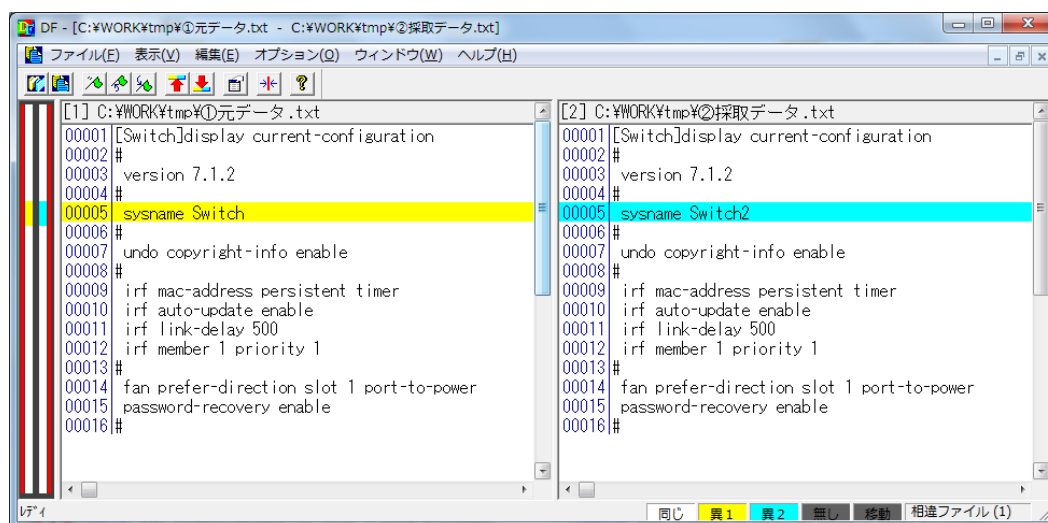 DF - [C:¥WORK¥tmp¥①元データ.txt - C:¥WORK¥tmp¥②採取データ.txt]
ファイル(F) 表示(V) 編集(E) オプション(O) ウィンドウ(W) ヘルプ(H)
[1] C:¥WORK¥tmp¥①元データ.txt
00001 [Switch]display current-configuration
00002 #
00003 version 7.1.2
00004 #
00005 sysname Switch
00006 #
00007 undo copyright-info enable
00008 #
00009 irf mac-address persistent timer
00010 irf auto-update enable
00011 irf link-delay 500
00012 irf member 1 priority 1
00013 #
00014 fan prefer-direction slot 1 port-to-power
00015 password-recovery enable
00016 #
[2] C:¥WORK¥tmp¥②採取データ.txt
00001 [Switch]display current-configuration
00002 #
00003 version 7.1.2
00004 #
00005 sysname Switch2
00006 #
00007 undo copyright-info enable
00008 #
00009 irf mac-address persistent timer
00010 irf auto-update enable
00011 irf link-delay 500
00012 irf member 1 priority 1
00013 #
00014 fan prefer-direction slot 1 port-to-power
00015 password-recovery enable
00016 #
ﾚﾃﾞｨ 同じ 異1 異2 無し 移動 相違ファイル (1)